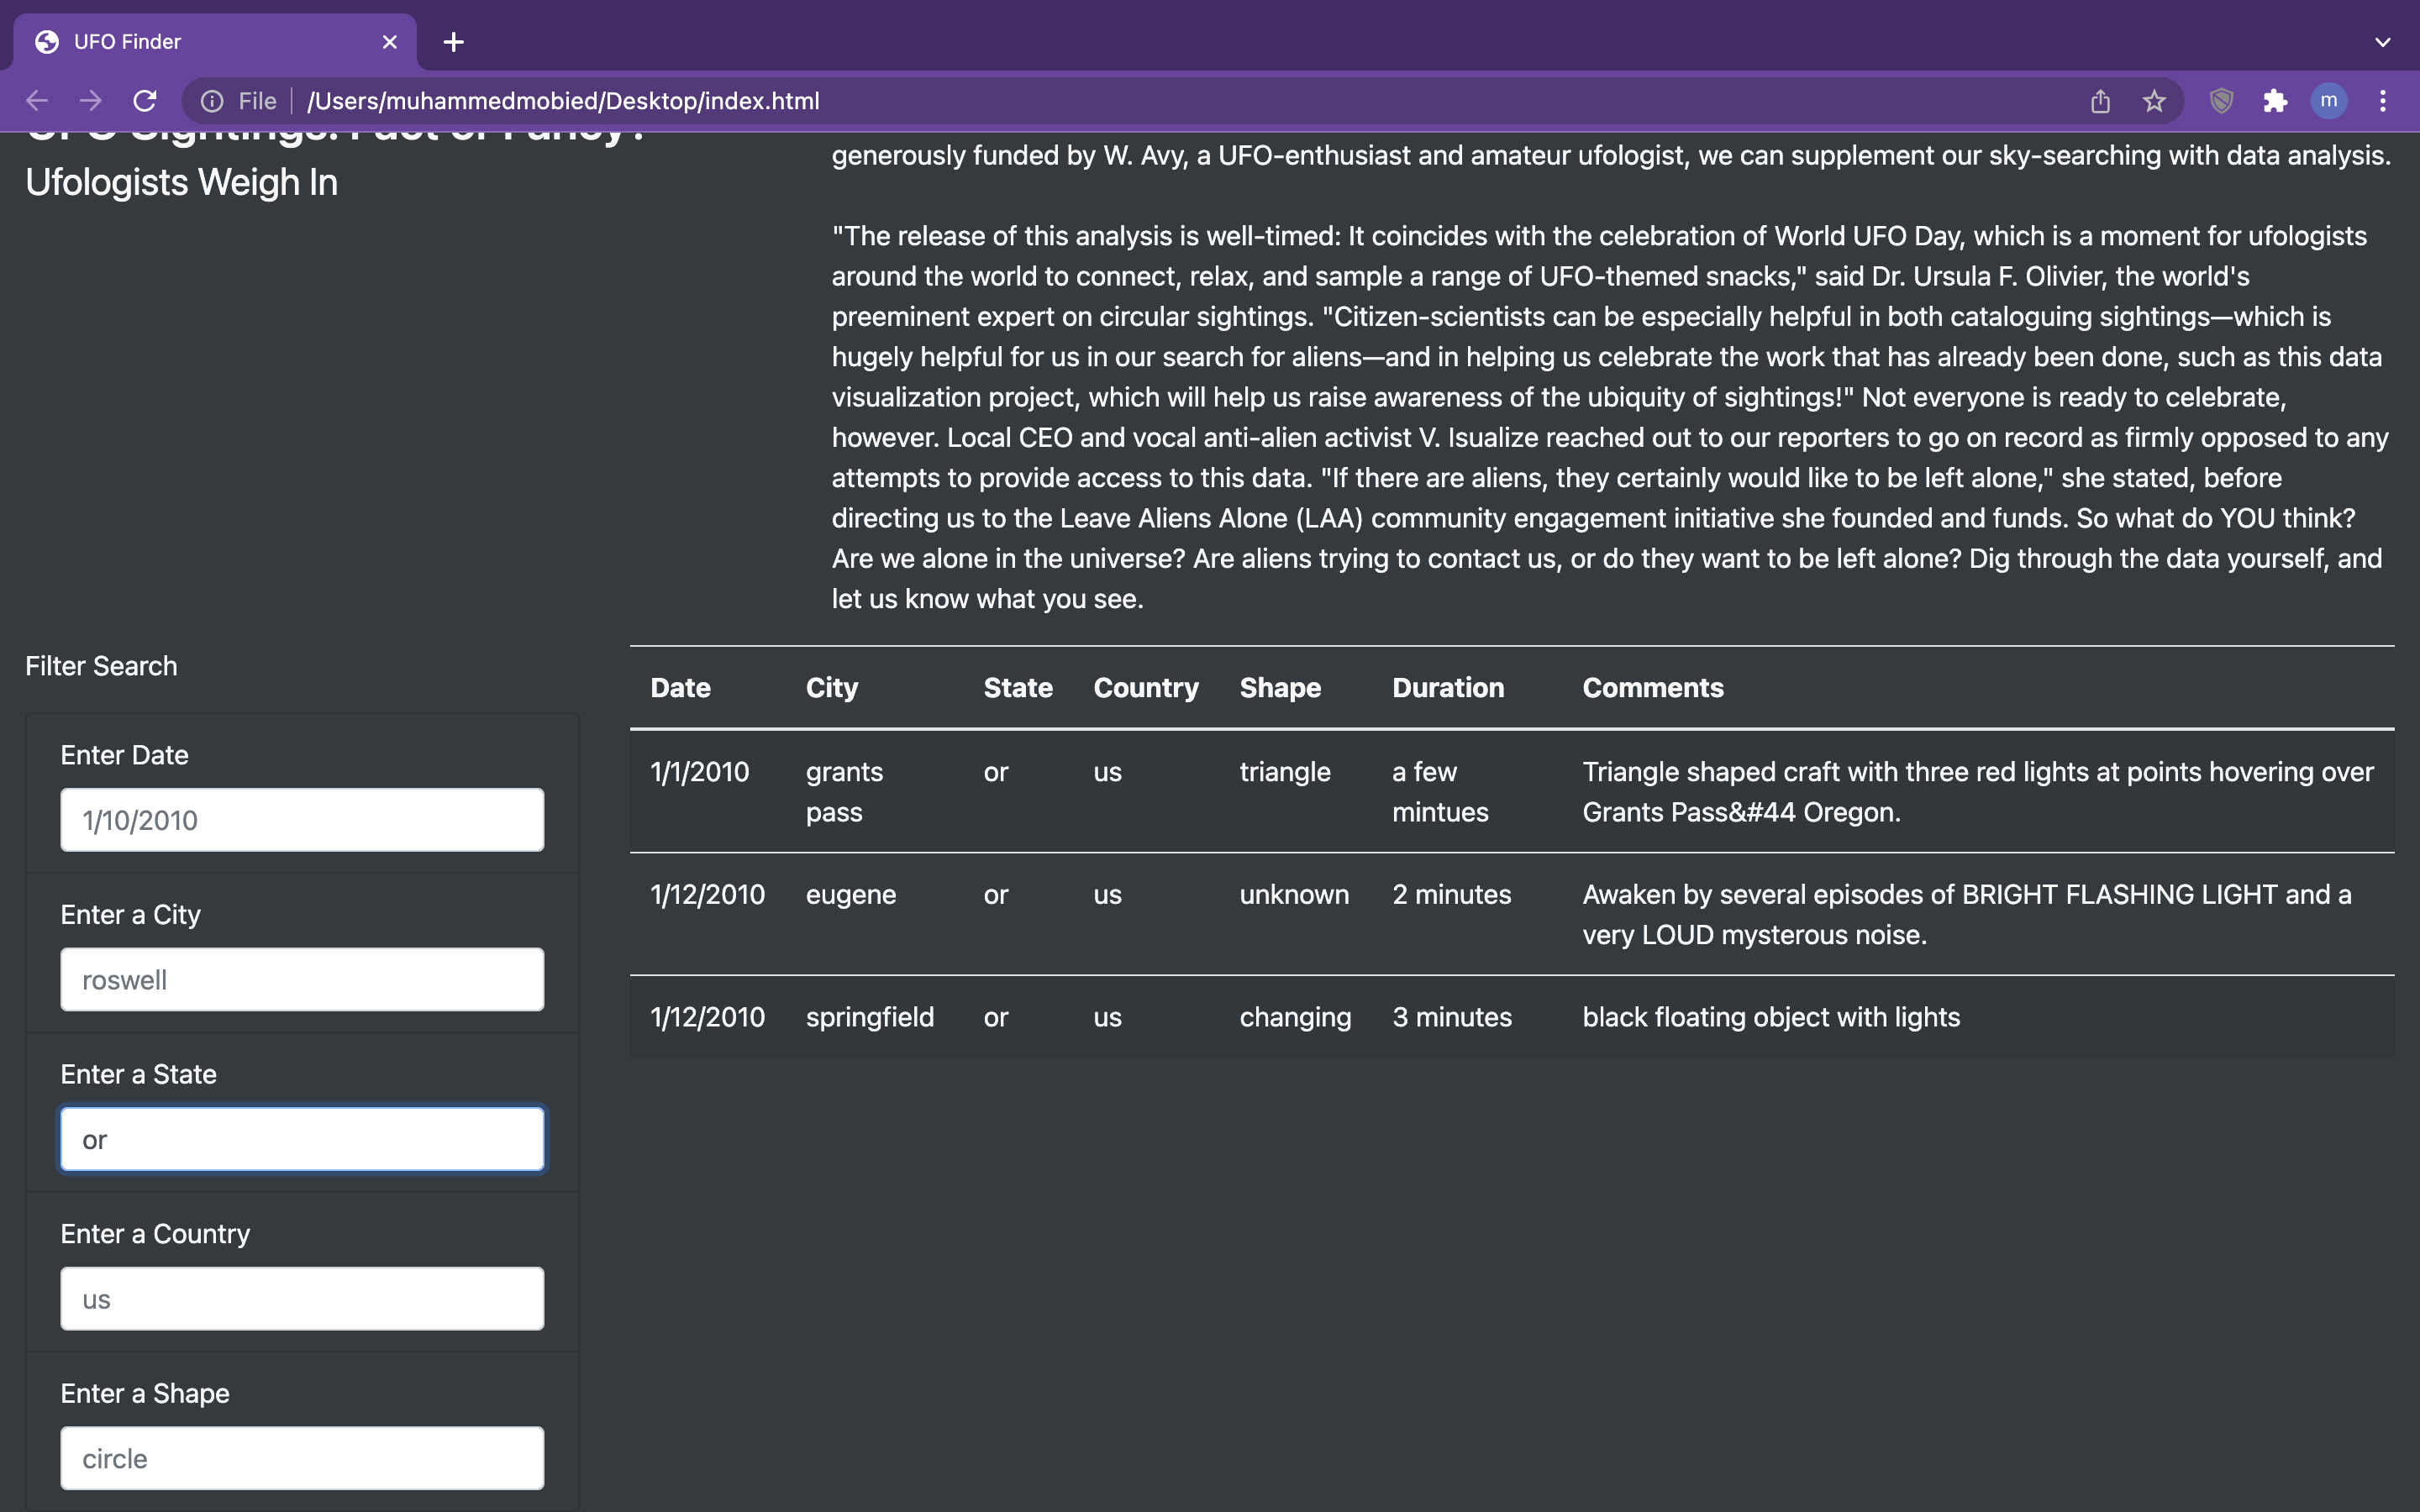 UFO Finder
File
/Users/muhammedmobied/Desktop/index.html
m
UFO Sightings: Fact or Fancy?
Ufologists Weigh In
generously funded by W. Avy, a UFO-enthusiast and amateur ufologist, we can supplement our sky-searching with data analysis.
"The release of this analysis is well-timed: It coincides with the celebration of World UFO Day, which is a moment for ufologists
around the world to connect, relax, and sample a range of UFO-themed snacks," said Dr. Ursula F. Olivier, the world's
preeminent expert on circular sightings. "Citizen-scientists can be especially helpful in both cataloguing sightings—which is
hugely helpful for us in our search for aliens—and in helping us celebrate the work that has already been done, such as this data
visualization project, which will help us raise awareness of the ubiquity of sightings!" Not everyone is ready to celebrate,
however. Local CEO and vocal anti-alien activist V. Isualize reached out to our reporters to go on record as firmly opposed to any
attempts to provide access to this data. "If there are aliens, they certainly would like to be left alone," she stated, before
directing us to the Leave Aliens Alone (LAA) community engagement initiative she founded and funds. So what do YOU think?
Are we alone in the universe? Are aliens trying to contact us, or do they want to be left alone? Dig through the data yourself, and
let us know what you see.
Filter Search
Enter Date
1/10/2010
Enter a City
roswell
Enter a State
or
Enter a Country
us
Enter a Shape
circle
Date City State Country Shape Duration Comments
1/1/2010 grants or us triangle a few Triangle shaped craft with three red lights at points hovering over
pass mintues Grants Pass&#44 Oregon.
1/12/2010 eugene or us unknown 2 minutes Awaken by several episodes of BRIGHT FLASHING LIGHT and a
very LOUD mysterous noise.
1/12/2010 springfield or us changing 3 minutes black floating object with lights